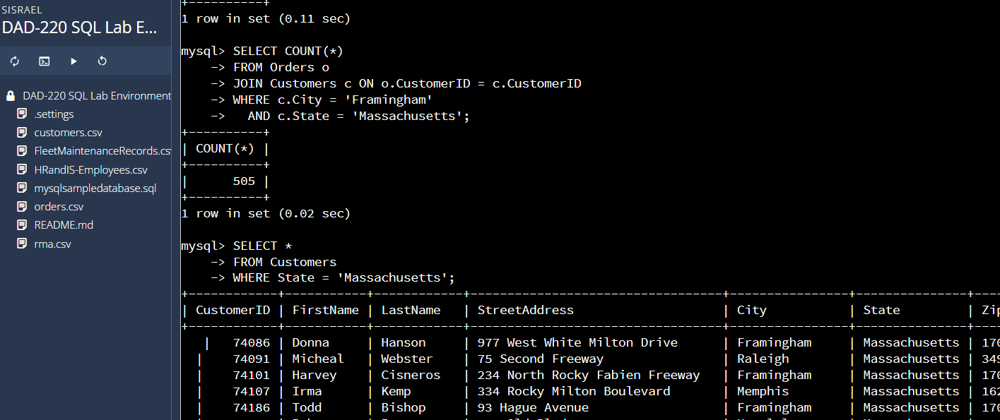 SISRAEL
DAD-220 SQL Lab E...
DAD-220 SQL Lab Environment
.settings
customers.csv
FleetMaintenanceRecords.csv
HRandIS-Employees.csv
mysqlsampledatabase.sql
orders.csv
README.md
rma.csv
+----------+
1 row in set (0.11 sec)
mysql> SELECT COUNT(*)
    -> FROM Orders o
    -> JOIN Customers c ON o.CustomerID = c.CustomerID
    -> WHERE c.City = 'Framingham'
    ->   AND c.State = 'Massachusetts';
+----------+
| COUNT(*) |
+----------+
|      505 |
+----------+
1 row in set (0.02 sec)
mysql> SELECT *
    -> FROM Customers
    -> WHERE State = 'Massachusetts';
+------------+-----------+------------+----------------------------------+----------------+---------------+----
| CustomerID | FirstName | LastName   | StreetAddress                    | City           | State         | Zip
+------------+-----------+------------+----------------------------------+----------------+---------------+----
   |   74086 | Donna     | Hanson     | 977 West White Milton Drive      | Framingham     | Massachusetts | 170
  |    74091 | Micheal   | Webster    | 75 Second Freeway                | Raleigh        | Massachusetts | 349
  |    74101 | Harvey    | Cisneros   | 234 North Rocky Fabien Freeway   | Framingham     | Massachusetts | 170
  |    74107 | Irma      | Kemp       | 334 Rocky Milton Boulevard       | Memphis        | Massachusetts | 162
  |    74186 | Todd      | Bishop     | 93 Hague Avenue                  | Framingham     | Massachusetts | 170